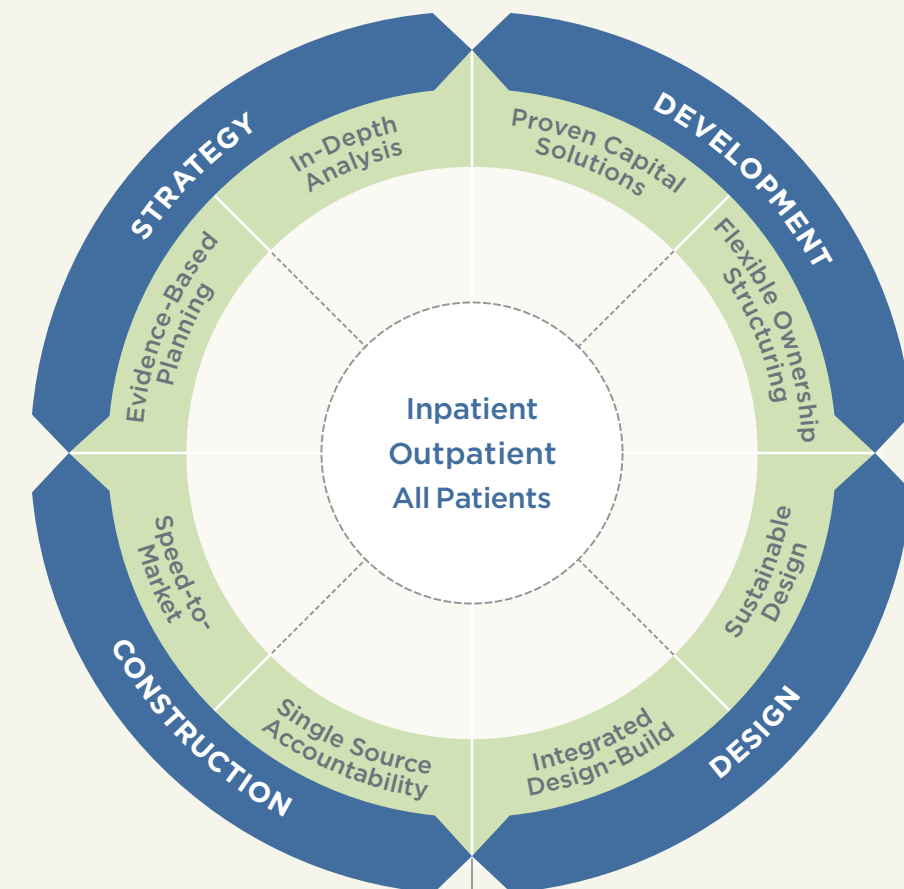 STRATEGY
In-Depth
Analysis
Evidence-Based
Planning
DEVELOPMENT
Proven Capital
Solutions
Flexible Ownership
Structuring
Inpatient
Outpatient
All Patients
Sustainable
Design
Integrated
Design-Build
DESIGN
Single Source
Accountability
Speed-to-
Market
CONSTRUCTION